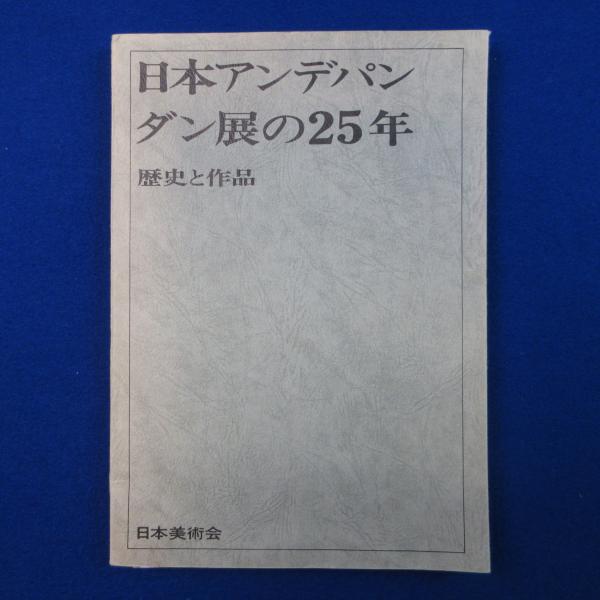 日本アンデパン
ダン展の25年
歴史と作品
日本美術会